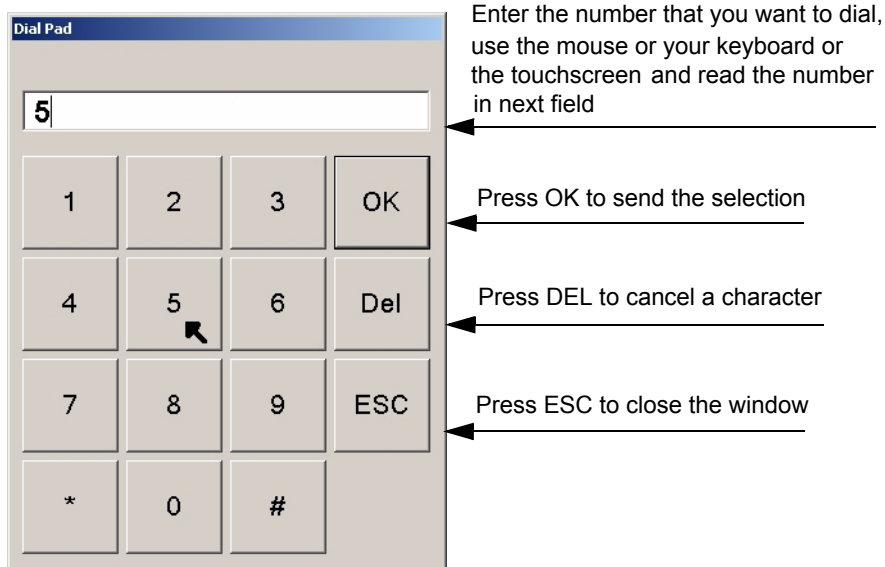 Dial Pad
Enter the number that you want to dial,
use the mouse or your keyboard or
the touchscreen and read the number
in next field
5
1 2 3 OK
Press OK to send the selection
4 5 6 Del
Press DEL to cancel a character
7 8 9 ESC
Press ESC to close the window
* 0 #